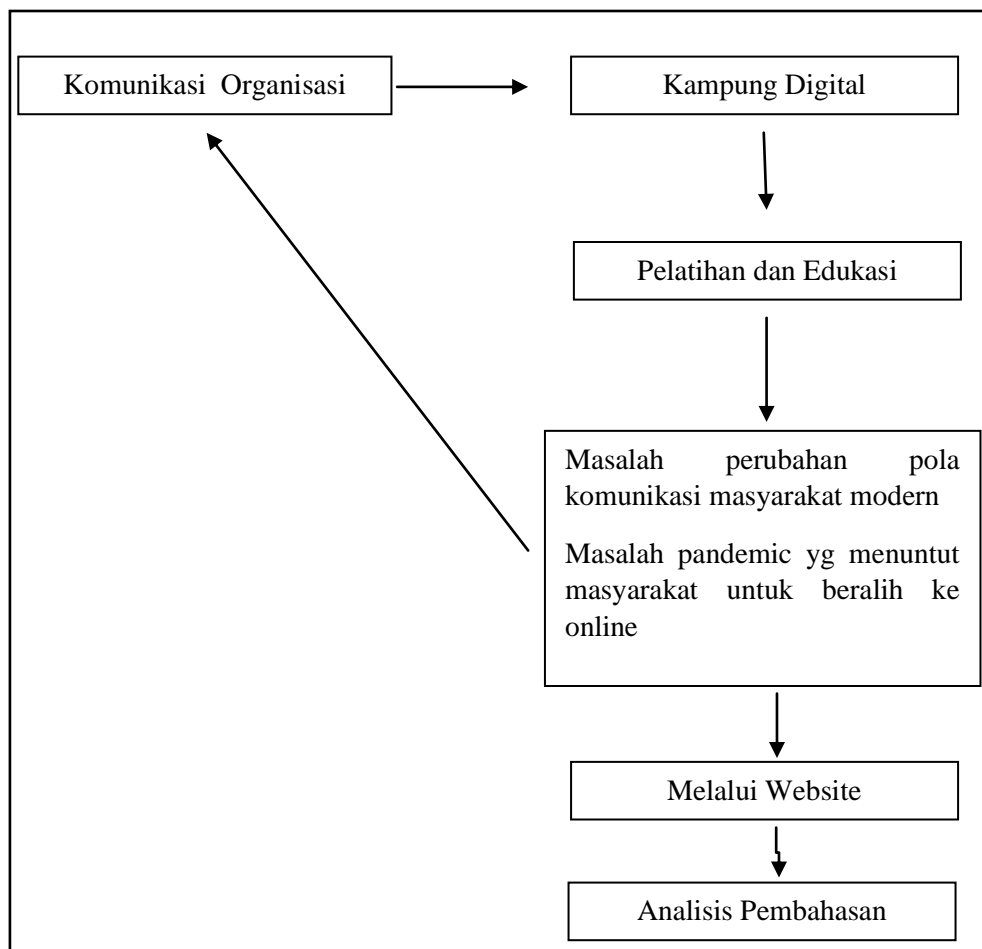 Komunikasi Organisasi
Kampung Digital
Pelatihan dan Edukasi
Masalah perubahan pola
komunikasi masyarakat modern
Masalah pandemic yg menuntut
masyarakat untuk beralih ke
online
Melalui Website
Analisis Pembahasan